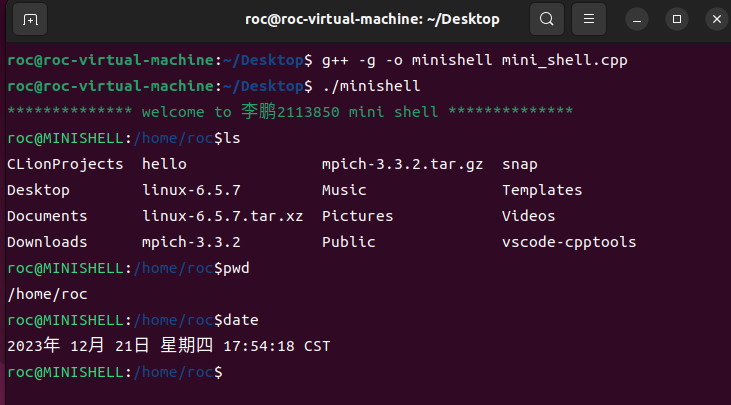 roc@roc-virtual-machine: ~/Desktop
roc@roc-virtual-machine:~/Desktop$ g++ -g -o minishell mini_shell.cpp
roc@roc-virtual-machine:~/Desktop$ ./minishell
************** welcome to 李鹏2113850 mini shell **************
roc@MINISHELL:/home/roc$ls
CLionProjects  hello              mpich-3.3.2.tar.gz  snap
Desktop        linux-6.5.7        Music               Templates
Documents      linux-6.5.7.tar.xz  Pictures            Videos
Downloads      mpich-3.3.2        Public              vscode-cpptools
roc@MINISHELL:/home/roc$pwd
/home/roc
roc@MINISHELL:/home/roc$date
2023年 12月 21日 星期四 17:54:18 CST
roc@MINISHELL:/home/roc$